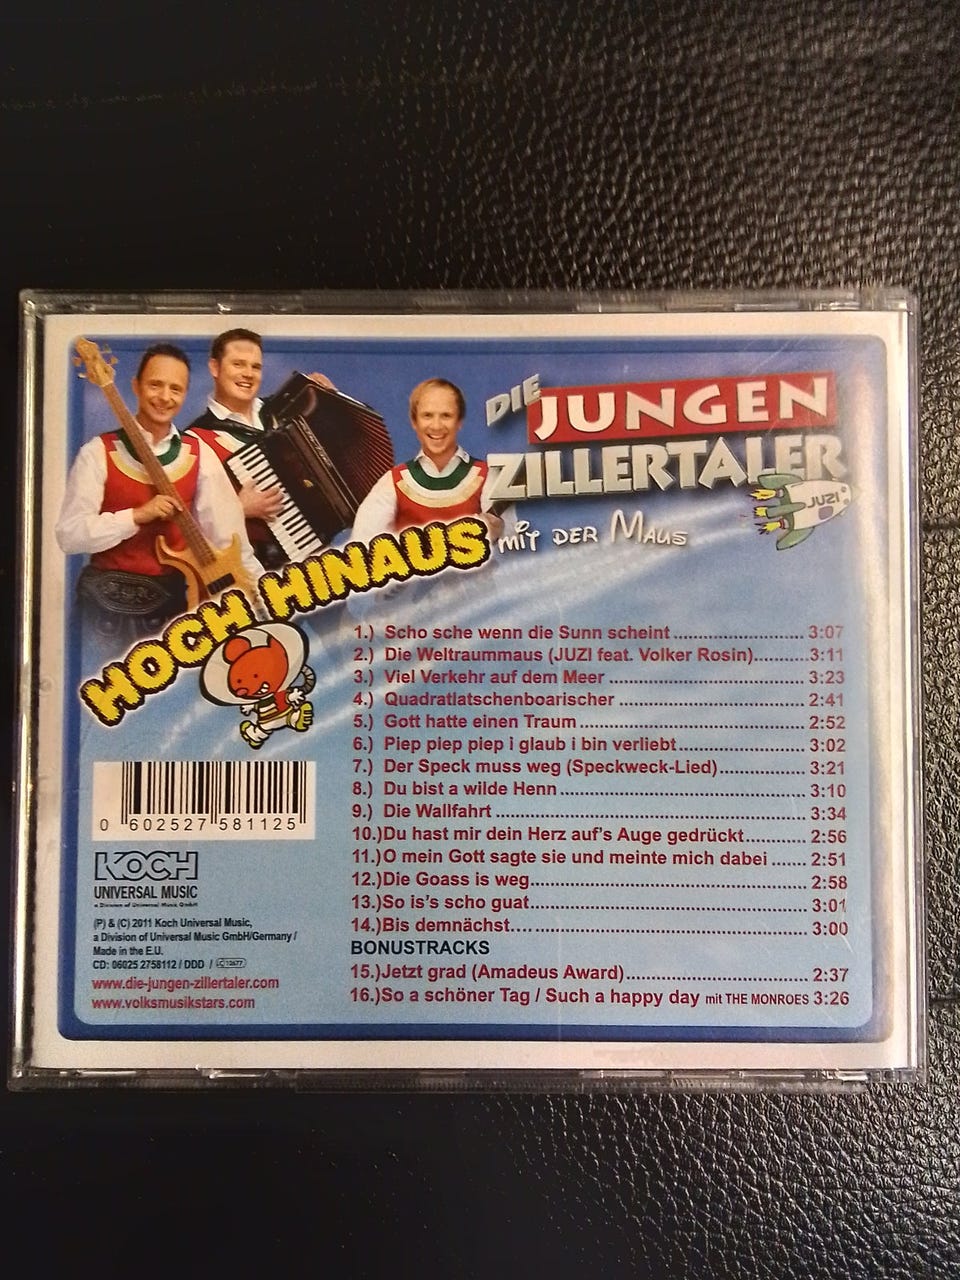 DIE
JUNGEN
ZILLERTALER
JUZI
HOCH HINAUS
mit der Maus
1.) Scho sche wenn die Sunn scheint........................ 3:07
2.) Die Weltraummaus (JUZI feat. Volker Rosin)..........3:11
3.) Viel Verkehr auf dem Meer .................................... 3:23
4.) Quadratlatschenboarischer .................................. 2:41
5.) Gott hatte einen Traum.......................................... 2:52
6.) Piep piep piep i glaub i bin verliebt....................... 3:02
7.) Der Speck muss weg (Speckweck-Lied)................ 3:21
8.) Du bist a wilde Henn ............................................. 3:10
9.) Die Wallfahrt ......................................................... 3:34
10.)Du hast mir dein Herz auf's Auge gedrückt........... 2:56
11.)O mein Gott sagte sie und meinte mich dabei ...... 2:51
12.)Die Goass is weg................................................... 2:58
13.)So is's scho guat................................................... 3:01
14.)Bis demnächst.... .................................................. 3:00
BONUSTRACKS
15.)Jetzt grad (Amadeus Award)................................. 2:37
16.)So a schöner Tag / Such a happy day mit THE MONROES 3:26
0 602527 581125
KOCH
UNIVERSAL MUSIC
a Division of Universal Music GmbH
(P) & (C) 2011 Koch Universal Music,
a Division of Universal Music GmbH/Germany /
Made in the E.U.
CD: 06025 2758112 / DDD / LC 10677
www.die-jungen-zillertaler.com
www.volksmusikstars.com